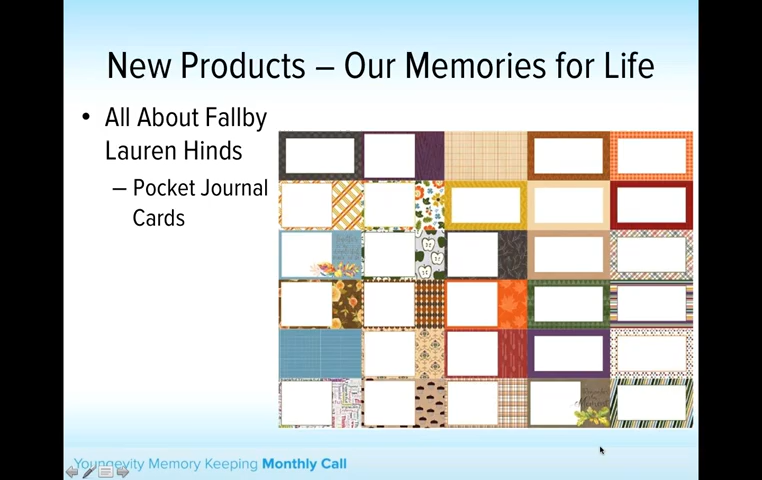 New Products – Our Memories for Life
• All About Fallby
Lauren Hinds
– Pocket Journal
Cards
Youngevity Memory Keeping Monthly Call